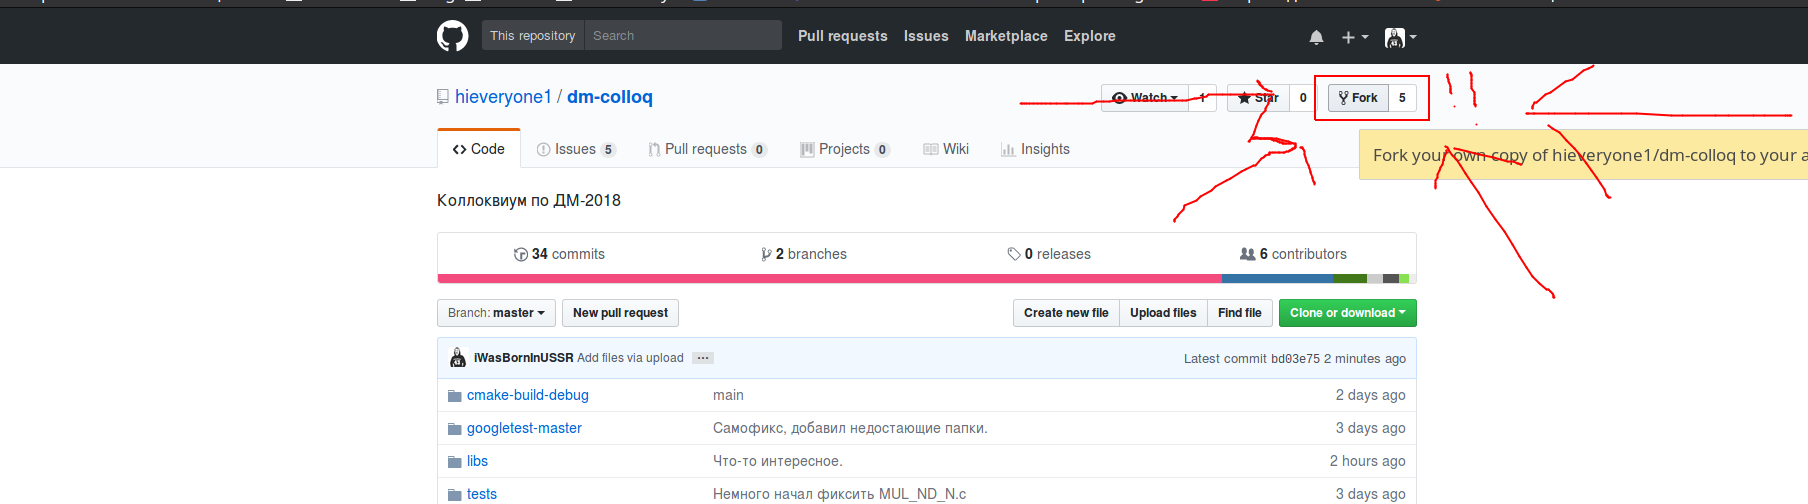 This repository Search Pull requests Issues Marketplace Explore
hieveryone1 / dm-colloq Watch 1 Star 0 Fork 5
!!
Code Issues 5 Pull requests 0 Projects 0 Wiki Insights
Fork your own copy of hieveryone1/dm-colloq to your a
Коллоквиум по ДМ-2018
34 commits 2 branches 0 releases 6 contributors
Branch: master New pull request Create new file Upload files Find file Clone or download
iWasBornInUSSR Add files via upload ... Latest commit bd03e75 2 minutes ago
cmake-build-debug main 2 days ago
googletest-master Самофикс, добавил недостающие папки. 3 days ago
libs Что-то интересное. 2 hours ago
tests Немного начал фиксить MUL_ND_N.c 3 days ago